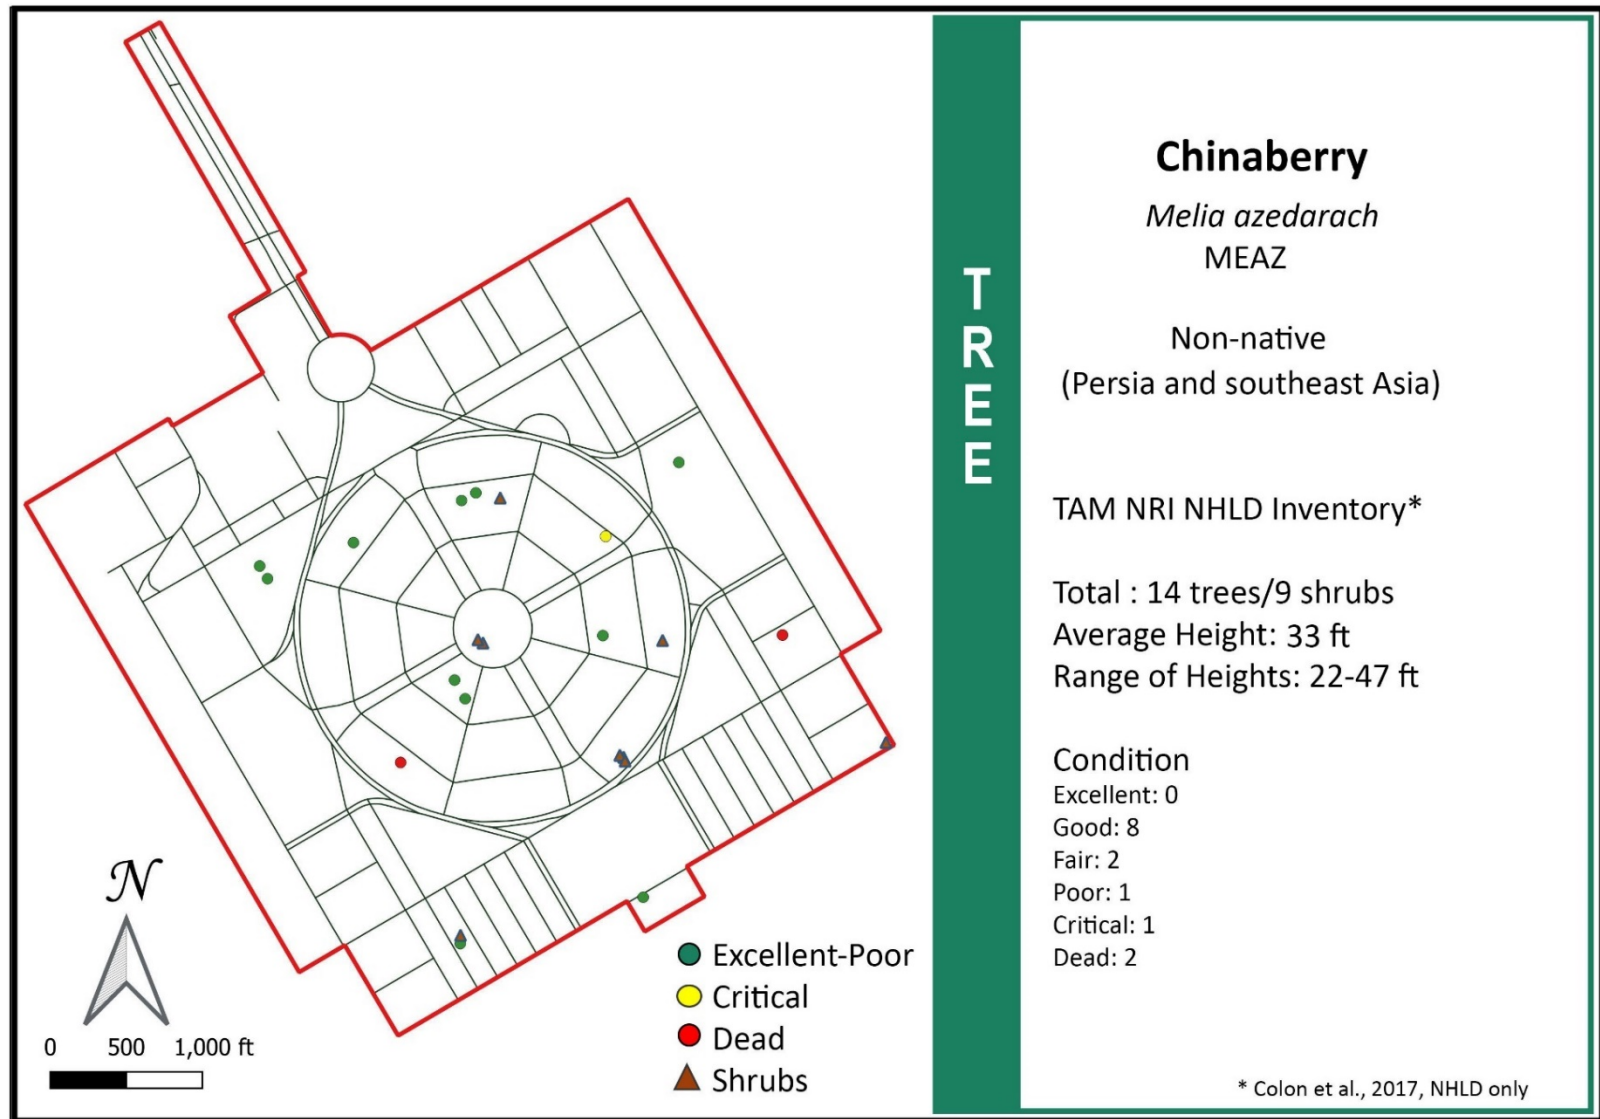 N
0 500 1,000 ft
Excellent-Poor
Critical
Dead
Shrubs
TREE
Chinaberry
Melia azedarach
MEAZ
Non-native
(Persia and southeast Asia)
TAM NRI NHLD Inventory*
Total : 14 trees/9 shrubs
Average Height: 33 ft
Range of Heights: 22-47 ft
Condition
Excellent: 0
Good: 8
Fair: 2
Poor: 1
Critical: 1
Dead: 2
* Colon et al., 2017, NHLD only